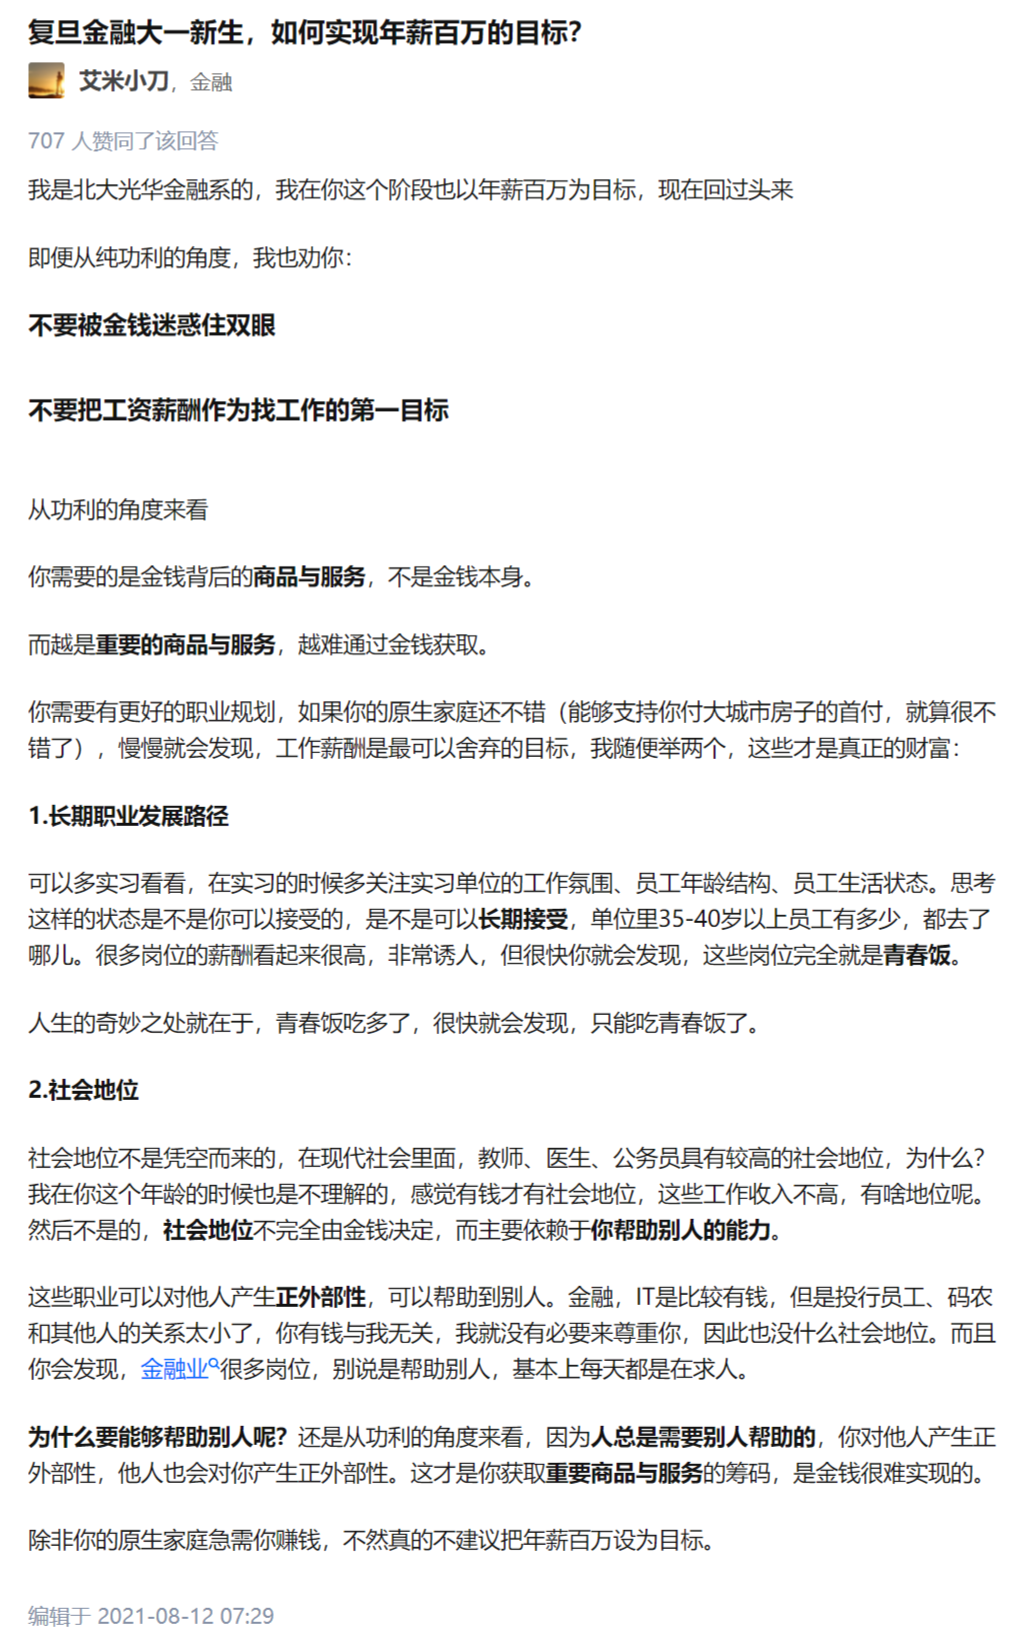 复旦金融大一新生，如何实现年薪百万的目标？
艾米小刀，金融
707 人赞同了该回答
我是北大光华金融系的，我在你这个阶段也以年薪百万为目标，现在回过头来
即便从纯功利的角度，我也劝你：
不要被金钱迷惑住双眼
不要把工资薪酬作为找工作的第一目标
从功利的角度来看
你需要的是金钱背后的商品与服务，不是金钱本身。
而越是重要的商品与服务，越难通过金钱获取。
你需要有更好的职业规划，如果你的原生家庭还不错（能够支持你付大城市房子的首付，就算很不
错了），慢慢就会发现，工作薪酬是最可以舍弃的目标，我随便举两个，这些才是真正的财富：
1.长期职业发展路径
可以多实习看看，在实习的时候多关注实习单位的工作氛围、员工年龄结构、员工生活状态。思考
这样的状态是不是你可以接受的，是不是可以长期接受，单位里35-40岁以上员工有多少，都去了
哪儿。很多岗位的薪酬看起来很高，非常诱人，但很快你就会发现，这些岗位完全就是青春饭。
人生的奇妙之处就在于，青春饭吃多了，很快就会发现，只能吃青春饭了。
2.社会地位
社会地位不是凭空而来的，在现代社会里面，教师、医生、公务员具有较高的社会地位，为什么？
我在你这个年龄的时候也是不理解的，感觉有钱才有社会地位，这些工作收入不高，有啥地位呢。
然后不是的，社会地位不完全由金钱决定，而主要依赖于你帮助别人的能力。
这些职业可以对他人产生正外部性，可以帮助到别人。金融，IT是比较有钱，但是投行员工、码农
和其他人的关系太小了，你有钱与我无关，我就没有必要来尊重你，因此也没什么社会地位。而且
你会发现，金融业很多岗位，别说是帮助别人，基本上每天都是在求人。
为什么要能够帮助别人呢？还是从功利的角度来看，因为人总是需要别人帮助的，你对他人产生正
外部性，他人也会对你产生正外部性。这才是你获取重要商品与服务的筹码，是金钱很难实现的。
除非你的原生家庭急需你赚钱，不然真的不建议把年薪百万设为目标。
编辑于 2021-08-12 07:29